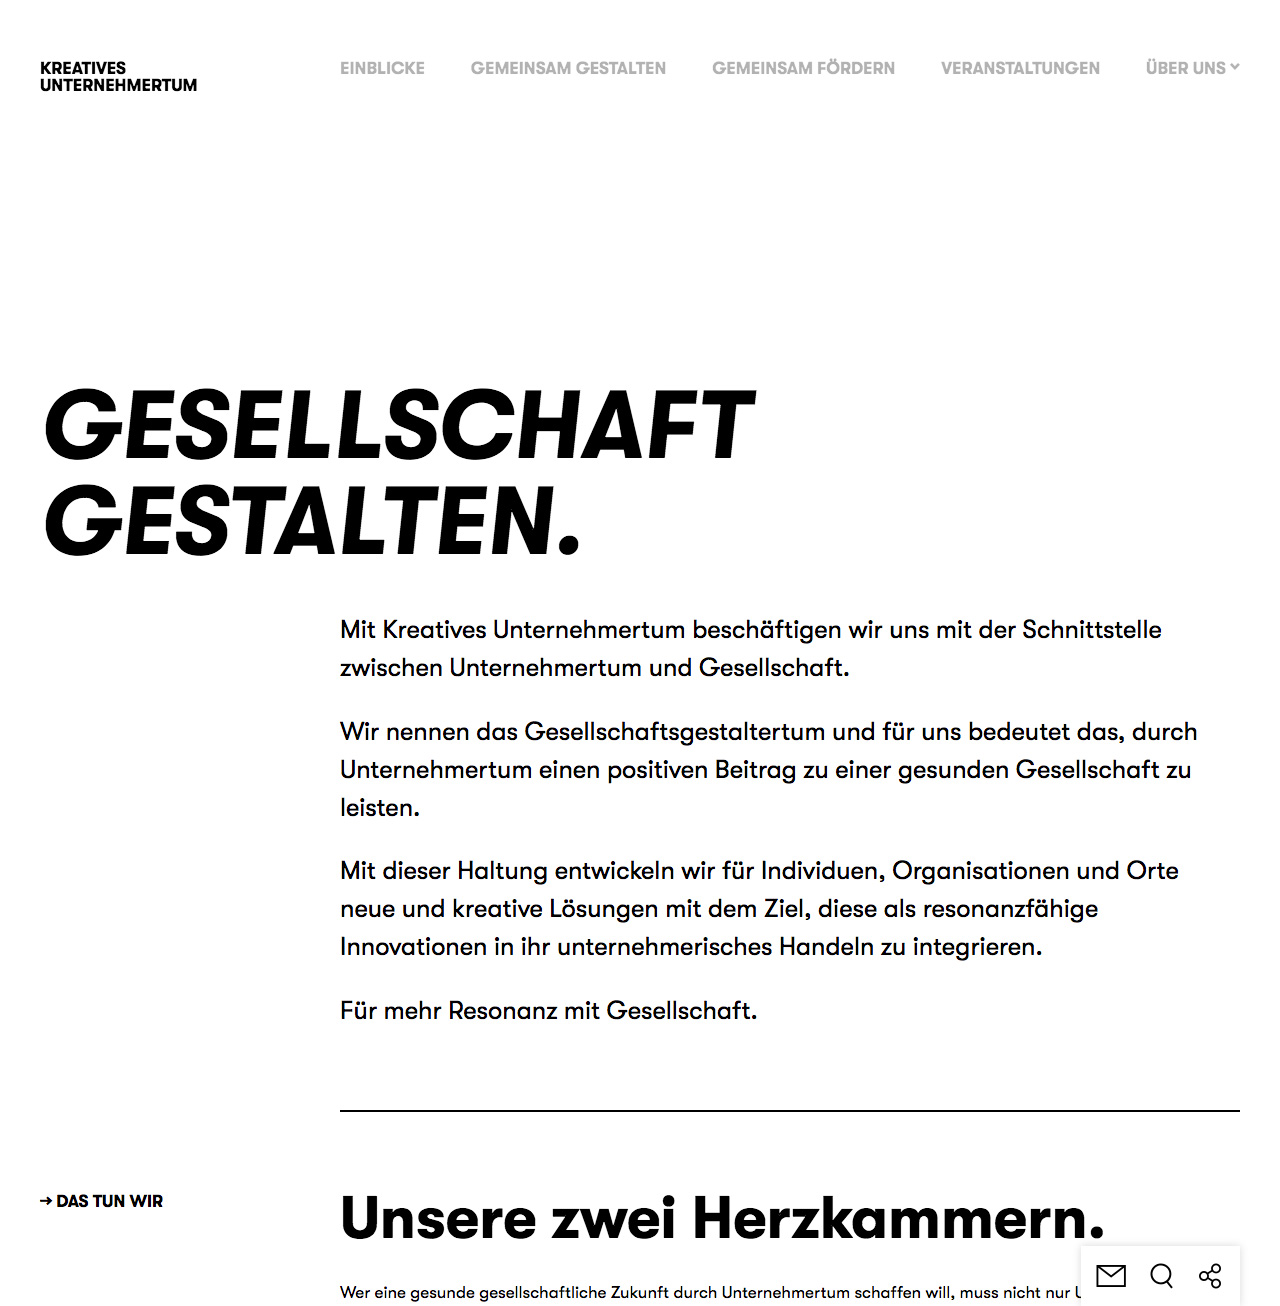 KREATIVES
UNTERNEHMERTUM
EINBLICKE
GEMEINSAM GESTALTEN
GEMEINSAM FÖRDERN
VERANSTALTUNGEN
ÜBER UNS
GESELLSCHAFT
GESTALTEN.
Mit Kreatives Unternehmertum beschäftigen wir uns mit der Schnittstelle
zwischen Unternehmertum und Gesellschaft.
Wir nennen das Gesellschaftsgestaltertum und für uns bedeutet das, durch
Unternehmertum einen positiven Beitrag zu einer gesunden Gesellschaft zu
leisten.
Mit dieser Haltung entwickeln wir für Individuen, Organisationen und Orte
neue und kreative Lösungen mit dem Ziel, diese als resonanzfähige
Innovationen in ihr unternehmerisches Handeln zu integrieren.
Für mehr Resonanz mit Gesellschaft.
→ DAS TUN WIR
Unsere zwei Herzkammern.
Wer eine gesunde gesellschaftliche Zukunft durch Unternehmertum schaffen will, muss nicht nur